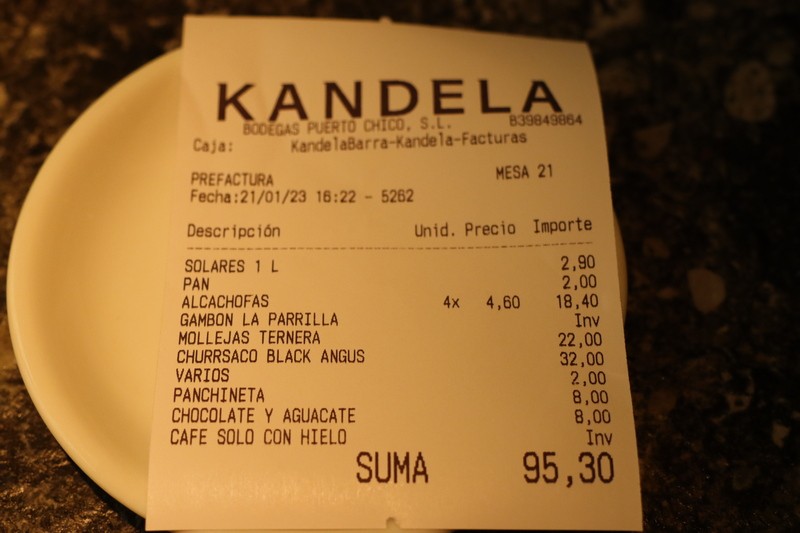 KANDELA
BODEGAS PUERTO CHICO, S.L. B39849864
Caja: KandelaBarra-Kandela-Facturas
PREFACTURA MESA 21
Fecha:21/01/23 16:22 - 5262
Descripción Unid. Precio Importe
SOLARES 1 L 2,90
PAN 2,00
ALCACHOFAS 4x 4,60 18,40
GAMBON LA PARRILLA Inv
MOLLEJAS TERNERA 22,00
CHURRSACO BLACK ANGUS 32,00
VARIOS 2,00
PANCHINETA 8,00
CHOCOLATE Y AGUACATE 8,00
CAFE SOLO CON HIELO Inv
SUMA 95,30